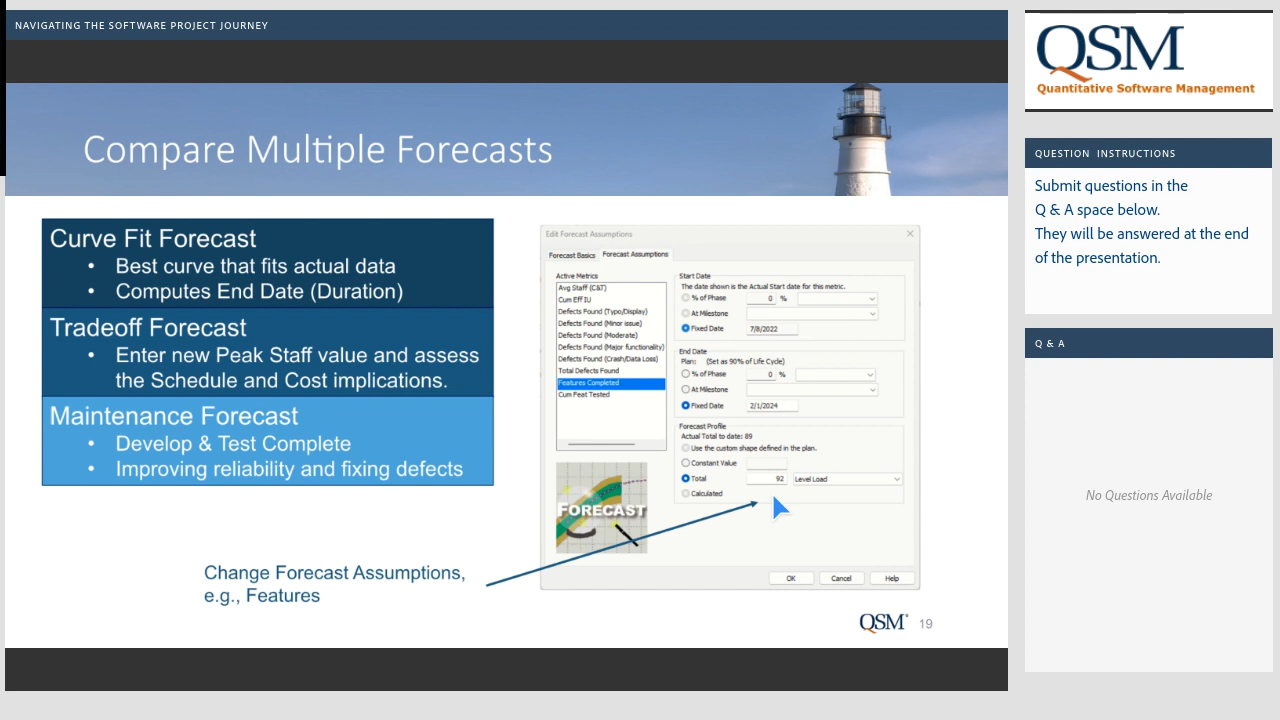 NAVIGATING THE SOFTWARE PROJECT JOURNEY
Compare Multiple Forecasts
Curve Fit Forecast
• Best curve that fits actual data
• Computes End Date (Duration)
Tradeoff Forecast
• Enter new Peak Staff value and assess
the Schedule and Cost implications.
Maintenance Forecast
• Develop & Test Complete
• Improving reliability and fixing defects
Change Forecast Assumptions,
e.g., Features
Edit Forecast Assumptions
Forecast Basics Forecast Assumptions
Active Metrics
Avg Staff (C&T)
Cum Eff IU
Defects Found (Typo/Display)
Defects Found (Minor issue)
Defects Found (Moderate)
Defects Found (Major functionality)
Defects Found (Crash/Data Loss)
Total Defects Found
Features Completed
Cum Feat Tested
FORECAST
Start Date
The date shown is the Actual Start date for this metric.
% of Phase 0 %
At Milestone
Fixed Date 7/8/2022
End Date
Plan: (Set as 90% of Life Cycle)
% of Phase 0 %
At Milestone
Fixed Date 2/1/2024
Forecast Profile
Actual Total to date: 89
Use the custom shape defined in the plan.
Constant Value
Total 92 Level Load
Calculated
OK Cancel Help
QSM 19
QSM
Quantitative Software Management
QUESTION INSTRUCTIONS
Submit questions in the
Q & A space below.
They will be answered at the end
of the presentation.
Q & A
No Questions Available